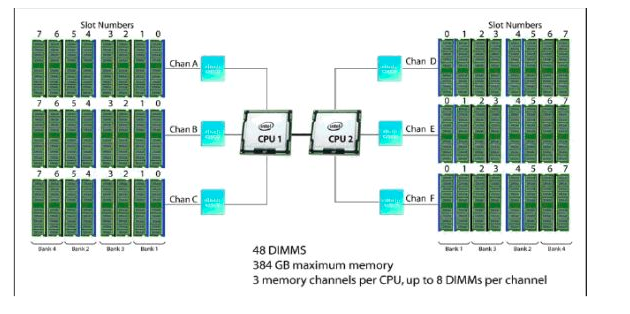 Slot Numbers
7 6 5 4 3 2 1 0
Chan A
7 6 5 4 3 2 1 0
Chan B
7 6 5 4 3 2 1 0
Chan C
Bank 4 Bank 2 Bank 3 Bank 1
intel
CPU 1
intel
CPU 2
Slot Numbers
0 1 2 3 4 5 6 7
Chan D
0 1 2 3 4 5 6 7
Chan E
0 1 2 3 4 5 6 7
Chan F
Bank 1 Bank 3 Bank 2 Bank 4
48 DIMMS
384 GB maximum memory
3 memory channels per CPU, up to 8 DIMMs per channel